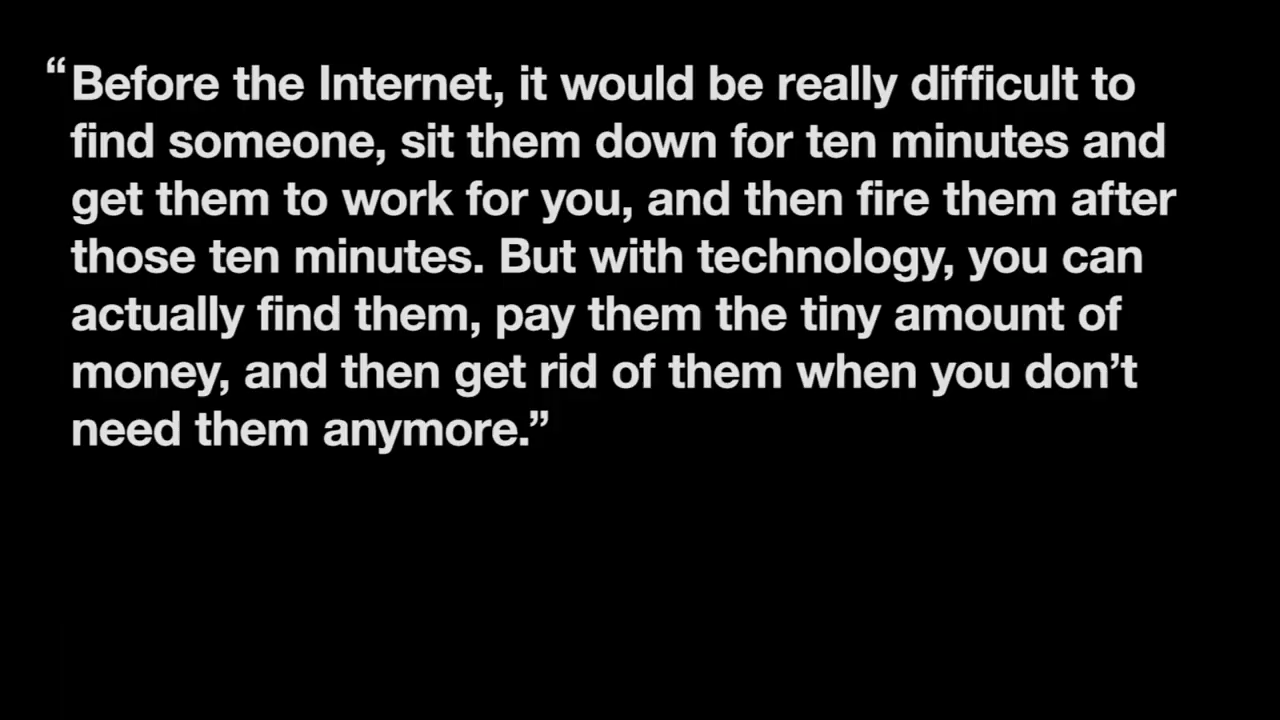 “Before the Internet, it would be really difficult to
find someone, sit them down for ten minutes and
get them to work for you, and then fire them after
those ten minutes. But with technology, you can
actually find them, pay them the tiny amount of
money, and then get rid of them when you don’t
need them anymore.”